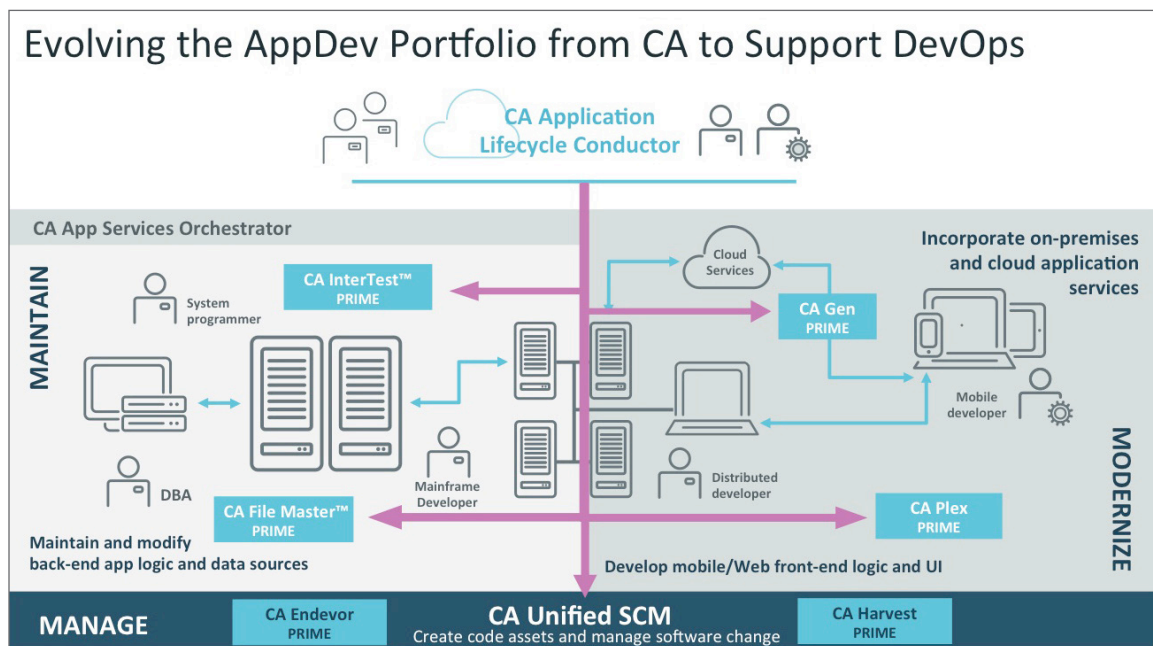 Evolving the AppDev Portfolio from CA to Support DevOps
CA Application
Lifecycle Conductor
CA App Services Orchestrator
MAINTAIN
System
programmer
CA InterTest™
PRIME
Cloud
Services
Incorporate on-premises
and cloud application
services
CA Gen
PRIME
Mobile
developer
MODERNIZE
DBA
Mainframe
Developer
Distributed
developer
CA File Master™
PRIME
CA Plex
PRIME
Maintain and modify
back-end app logic and data sources
Develop mobile/Web front-end logic and UI
MANAGE
CA Endevor
PRIME
CA Unified SCM
Create code assets and manage software change
CA Harvest
PRIME